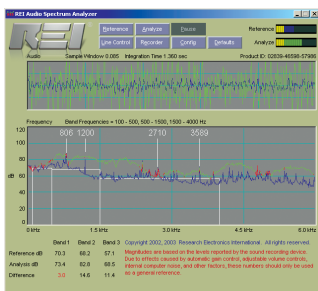 REI Audio Spectrum Analyzer
REI
Reference Analyze Pause Reference
Line Control Recorder Config Defaults Analyze
Audio Sample Window 0.085 Integration Time 1.360 sec Product ID: 02639-46598-57986
Frequency Band Frequencies = 100 - 500, 500 - 1500, 1500 - 4000 Hz
120
606 1200 2710 3589
100
80
dB 60
40
20
0
0 kHz 1.5 kHz 3.0 kHz 4.5 kHz 6.0 kHz
Band 1 Band 2 Band 3 Copyright 2002, 2003 Research Electronics International. All rights reserved.
Reference dB 70.3 68.2 57.1 Magnitudes are based on the levels reported by the sound recording device.
Analysis dB 73.4 82.8 68.5 Due to effects caused by automatic gain control, adjustable volume controls,
internal computer noise, and other factors, these numbers should only be used
Difference 3.0 14.6 11.4 as a general reference.